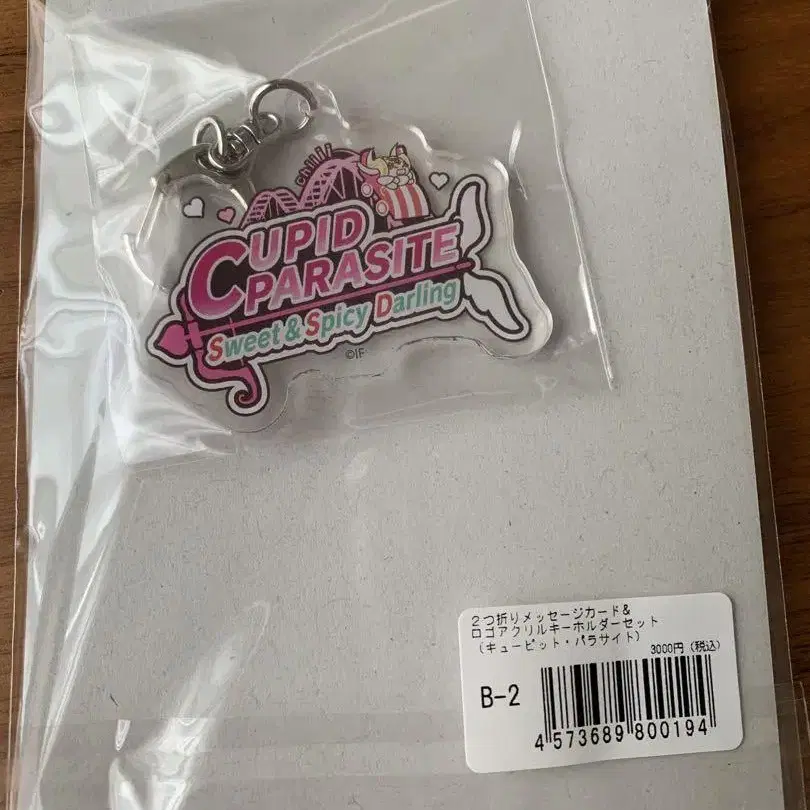 chilii
CUPID
PARASITE
Sweet & Spicy Darling
©IF
２つ折りメッセージカード＆
ロゴアクリルキーホルダーセット
（キューピット・パラサイト）
3000円（税込）
B-2
4 573689 800194